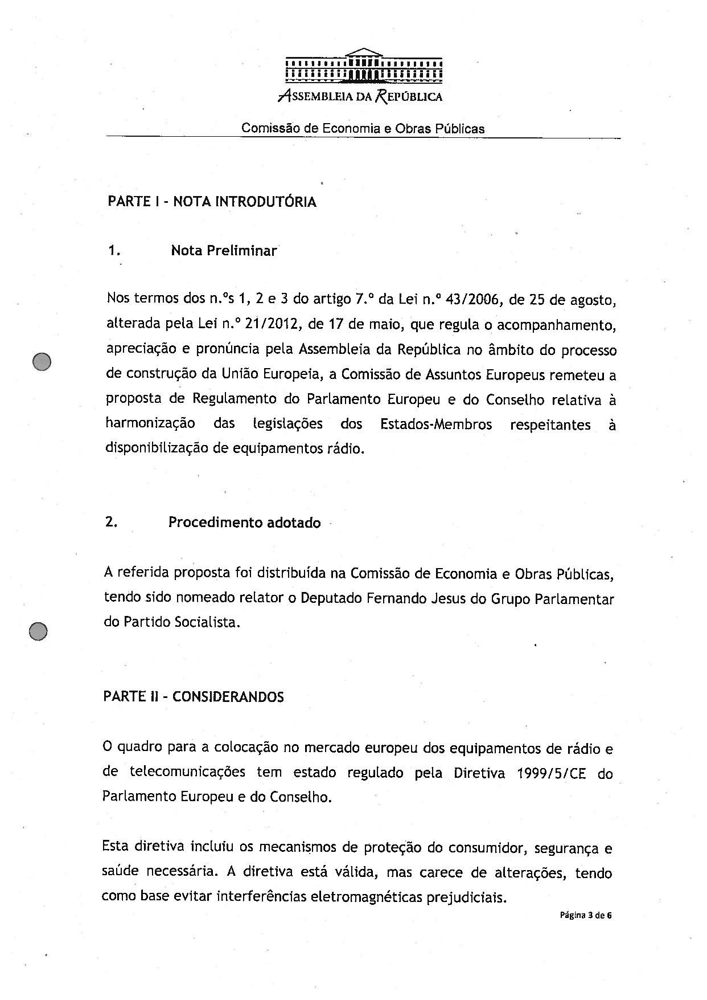 ASSEMBLEIA DA REPÚBLICA
Comissão de Economia e Obras Públicas
PARTE I - NOTA INTRODUTÓRIA
1. Nota Preliminar
Nos termos dos n.ºs 1, 2 e 3 do artigo 7.º da Lei n.º 43/2006, de 25 de agosto,
alterada pela Lei n.º 21/2012, de 17 de maio, que regula o acompanhamento,
apreciação e pronúncia pela Assembleia da República no âmbito do processo
de construção da União Europeia, a Comissão de Assuntos Europeus remeteu a
proposta de Regulamento do Parlamento Europeu e do Conselho relativa à
harmonização das legislações dos Estados-Membros respeitantes à
disponibilização de equipamentos rádio.
2. Procedimento adotado
A referida proposta foi distribuída na Comissão de Economia e Obras Públicas,
tendo sido nomeado relator o Deputado Fernando Jesus do Grupo Parlamentar
do Partido Socialista.
PARTE II - CONSIDERANDOS
O quadro para a colocação no mercado europeu dos equipamentos de rádio e
de telecomunicações tem estado regulado pela Diretiva 1999/5/CE do
Parlamento Europeu e do Conselho.
Esta diretiva incluiu os mecanismos de proteção do consumidor, segurança e
saúde necessária. A diretiva está válida, mas carece de alterações, tendo
como base evitar interferências eletromagnéticas prejudiciais.
Página 3 de 6